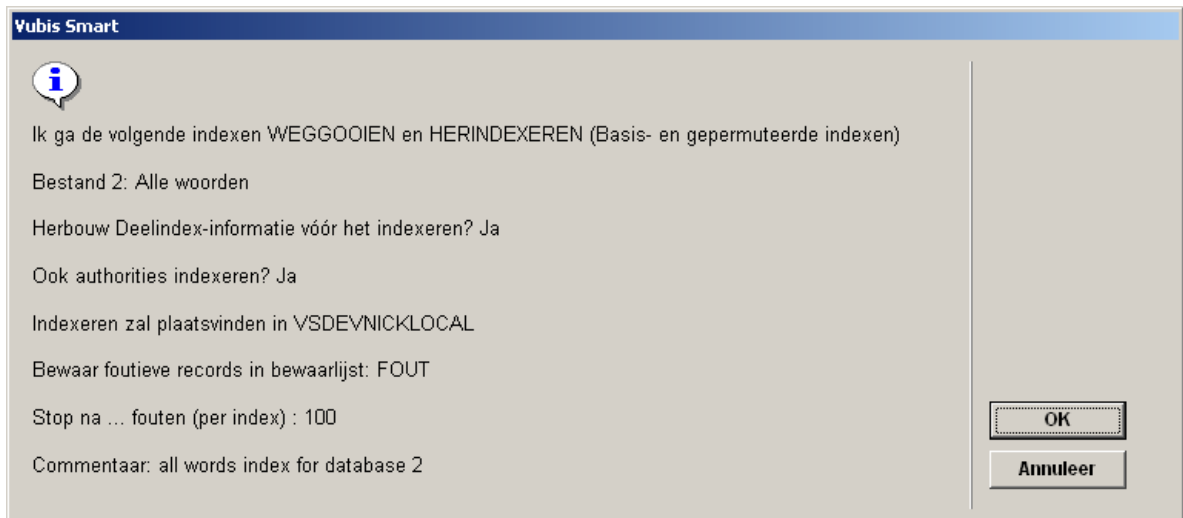 Vubis Smart
Ik ga de volgende indexen WEGGOOIEN en HERINDEXEREN (Basis- en gepermuteerde indexen)
Bestand 2: Alle woorden
Herbouw Deelindex-informatie vóór het indexeren? Ja
Ook authorities indexeren? Ja
Indexeren zal plaatsvinden in VSDEVNICKLOCAL
Bewaar foutieve records in bewaarlijst: FOUT
Stop na ... fouten (per index) : 100
Commentaar: all words index for database 2
OK
Annuleer